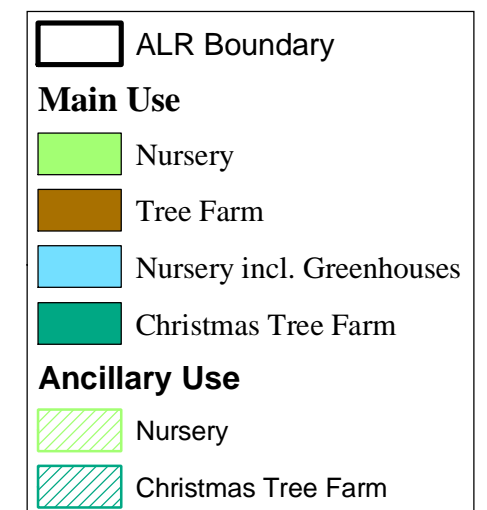 ALR Boundary
Main Use
Nursery
Tree Farm
Nursery incl. Greenhouses
Christmas Tree Farm
Ancillary Use
Nursery
Christmas Tree Farm